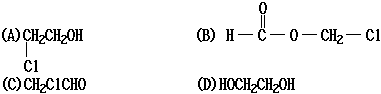 O
(A)CH₂CH₂OH (B) H — C — O — CH₂ — Cl
Cl
(C)CH₂ClCHO (D)HOCH₂CH₂OH